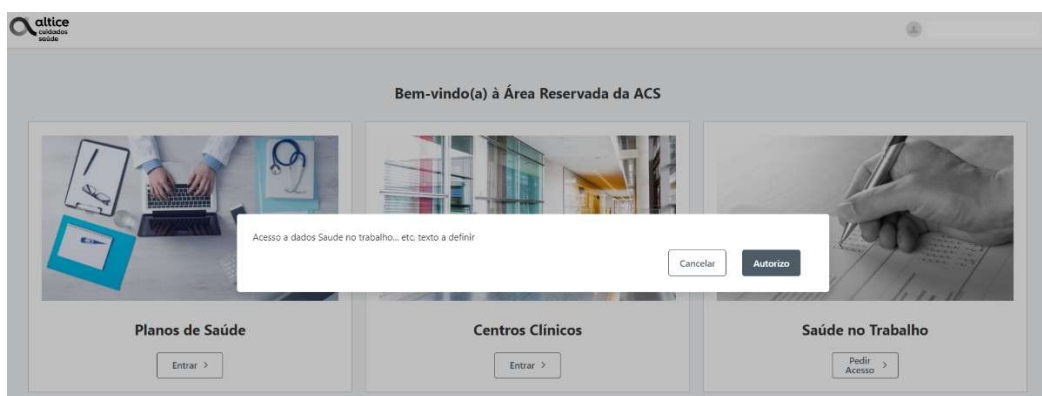 altice
cuidados
saúde
Bem-vindo(a) à Área Reservada da ACS
Acesso a dados Saude no trabalho... etc, texto a definir
Cancelar
Autorizo
Planos de Saúde
Centros Clínicos
Saúde no Trabalho
Entrar >
Entrar >
Pedir
Acesso >